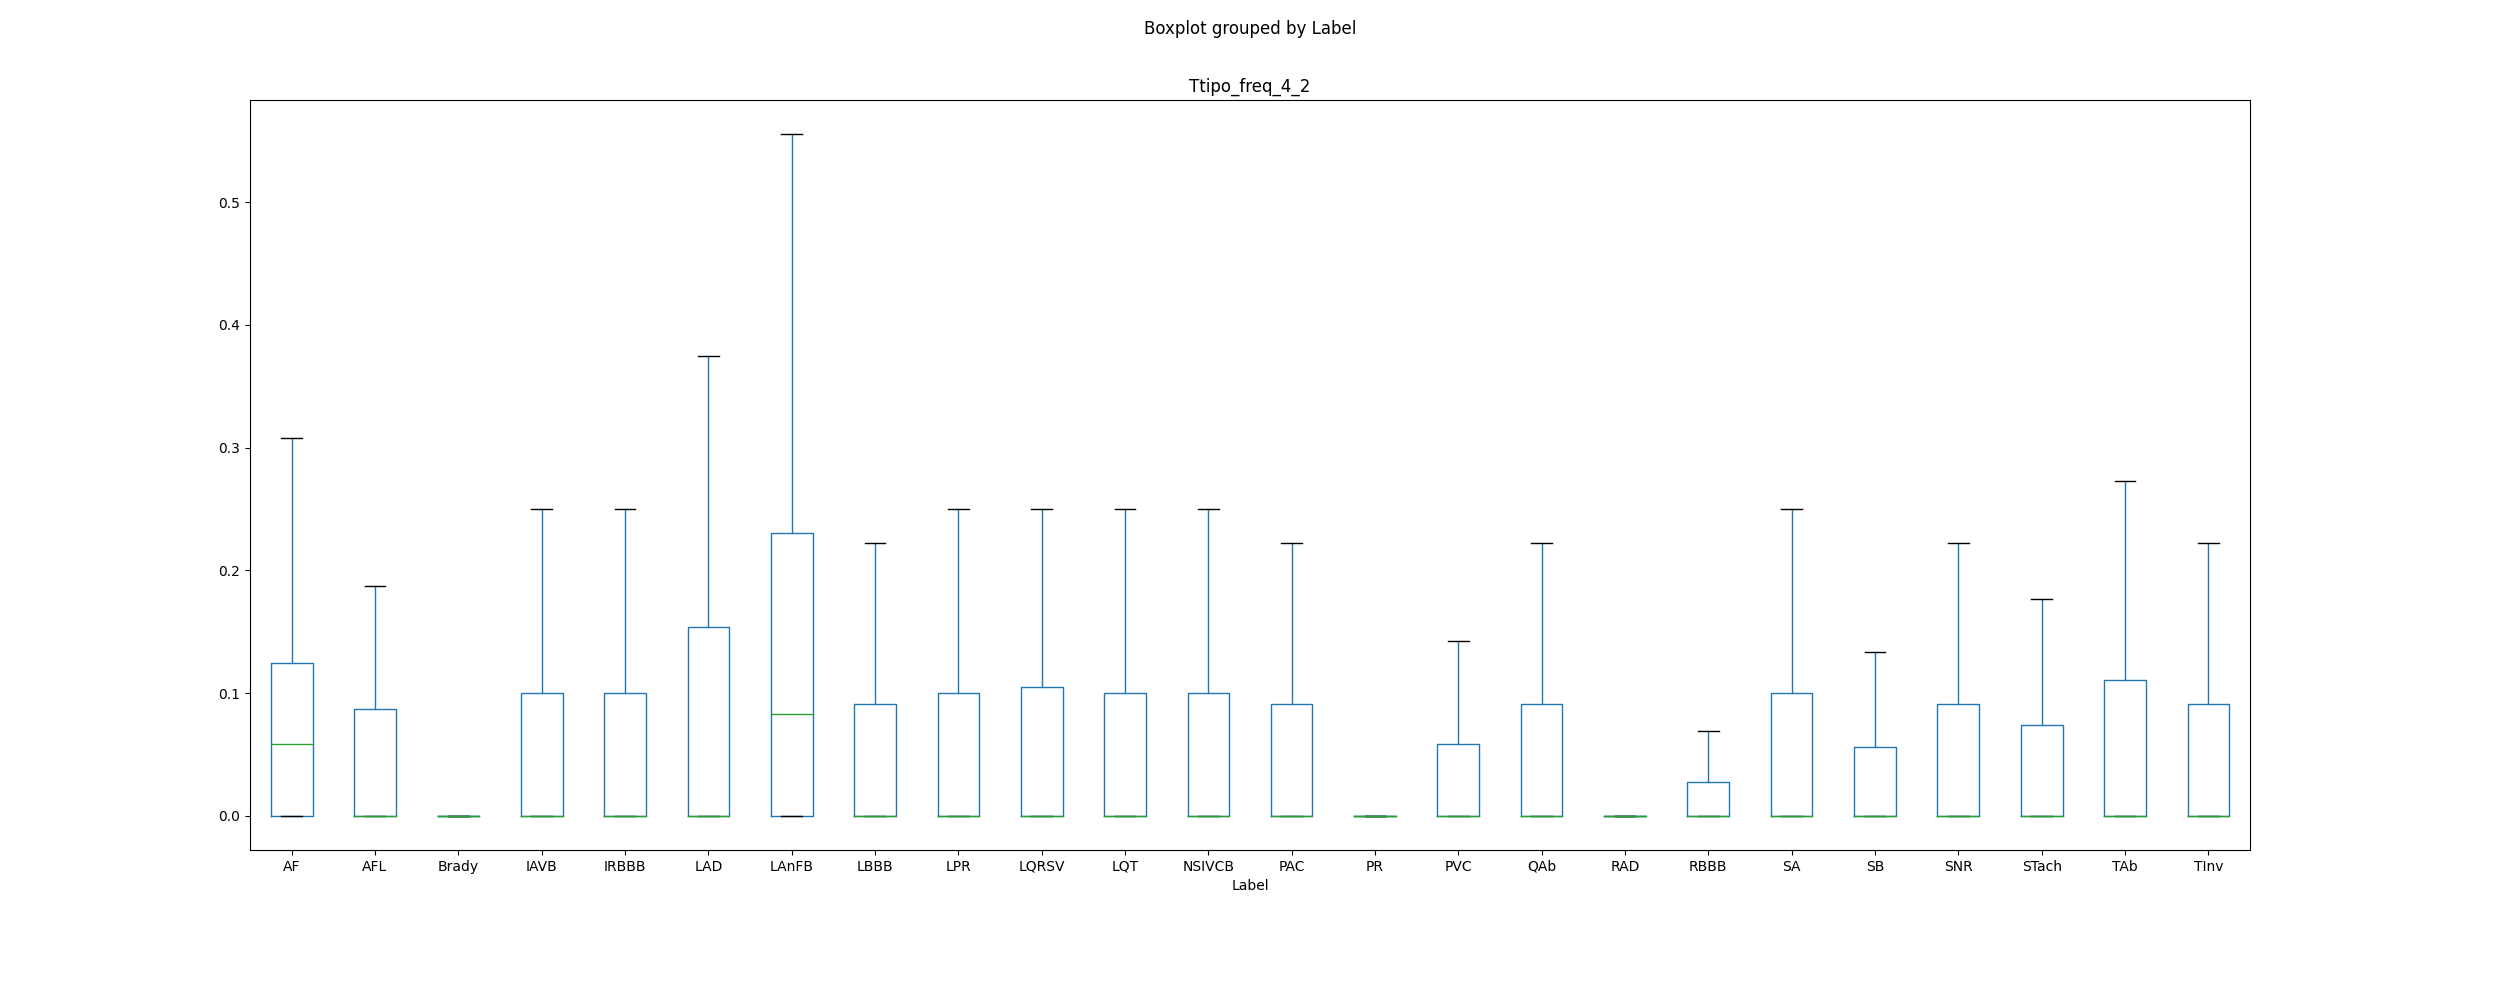 Boxplot grouped by Label
Ttipo_freq_4_2
0.5
0.4
0.3
0.2
0.1
0.0
AF AFL Brady IAVB IRBBB LAD LAnFB LBBB LPR LQRSV LQT NSIVCB PAC PR PVC QAb RAD RBBB SA SB SNR STach TAb TInv
Label